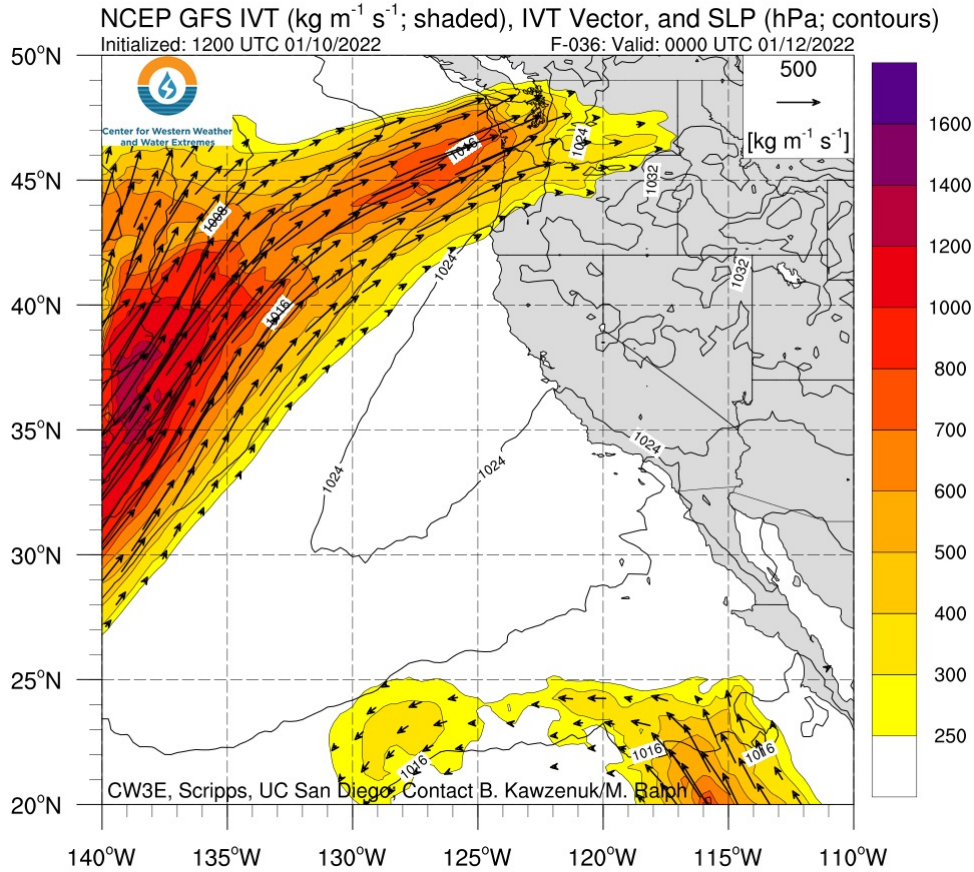 NCEP GFS IVT (kg m⁻¹ s⁻¹; shaded), IVT Vector, and SLP (hPa; contours)
Initialized: 1200 UTC 01/10/2022
F-036: Valid: 0000 UTC 01/12/2022
Center for Western Weather
and Water Extremes
500
[kg m⁻¹ s⁻¹]
50°N
45°N
40°N
35°N
30°N
25°N
20°N
1016
1024
1032
1008
1032
1024
1016
1024
1024
1024
1016
1016
1016
CW3E, Scripps, UC San Diego, Contact B. Kawzenuk/M. Ralph
140°W
135°W
130°W
125°W
120°W
115°W
110°W
1600
1400
1200
1000
800
700
600
500
400
300
250